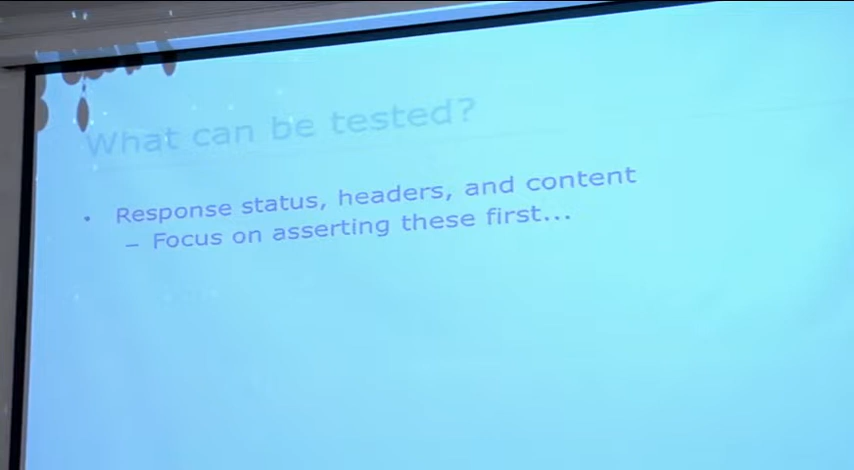 What can be tested?
• Response status, headers, and content
– Focus on asserting these first...